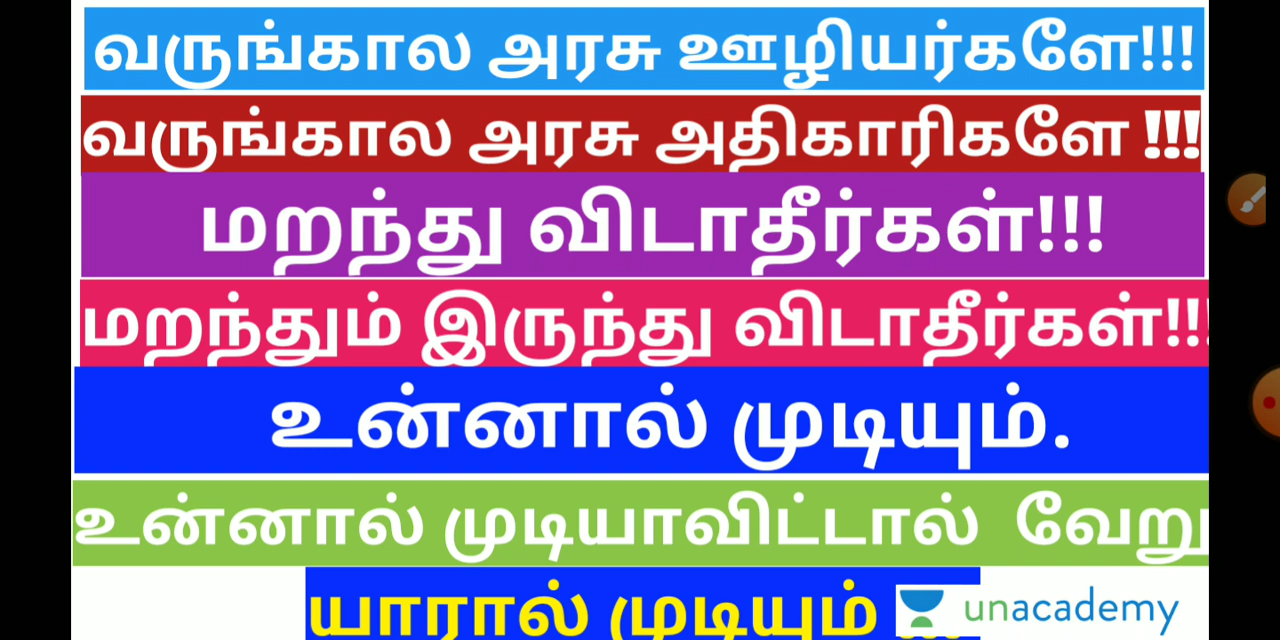 வருங்கால அரசு ஊழியர்களே!!!
வருங்கால அரசு அதிகாரிகளே !!!
மறந்து விடாதீர்கள்!!!
மறந்தும் இருந்து விடாதீர்கள்!!!
உன்னால் முடியும்.
உன்னால் முடியாவிட்டால் வேறு
யாரால் முடியும் ...
unacademy